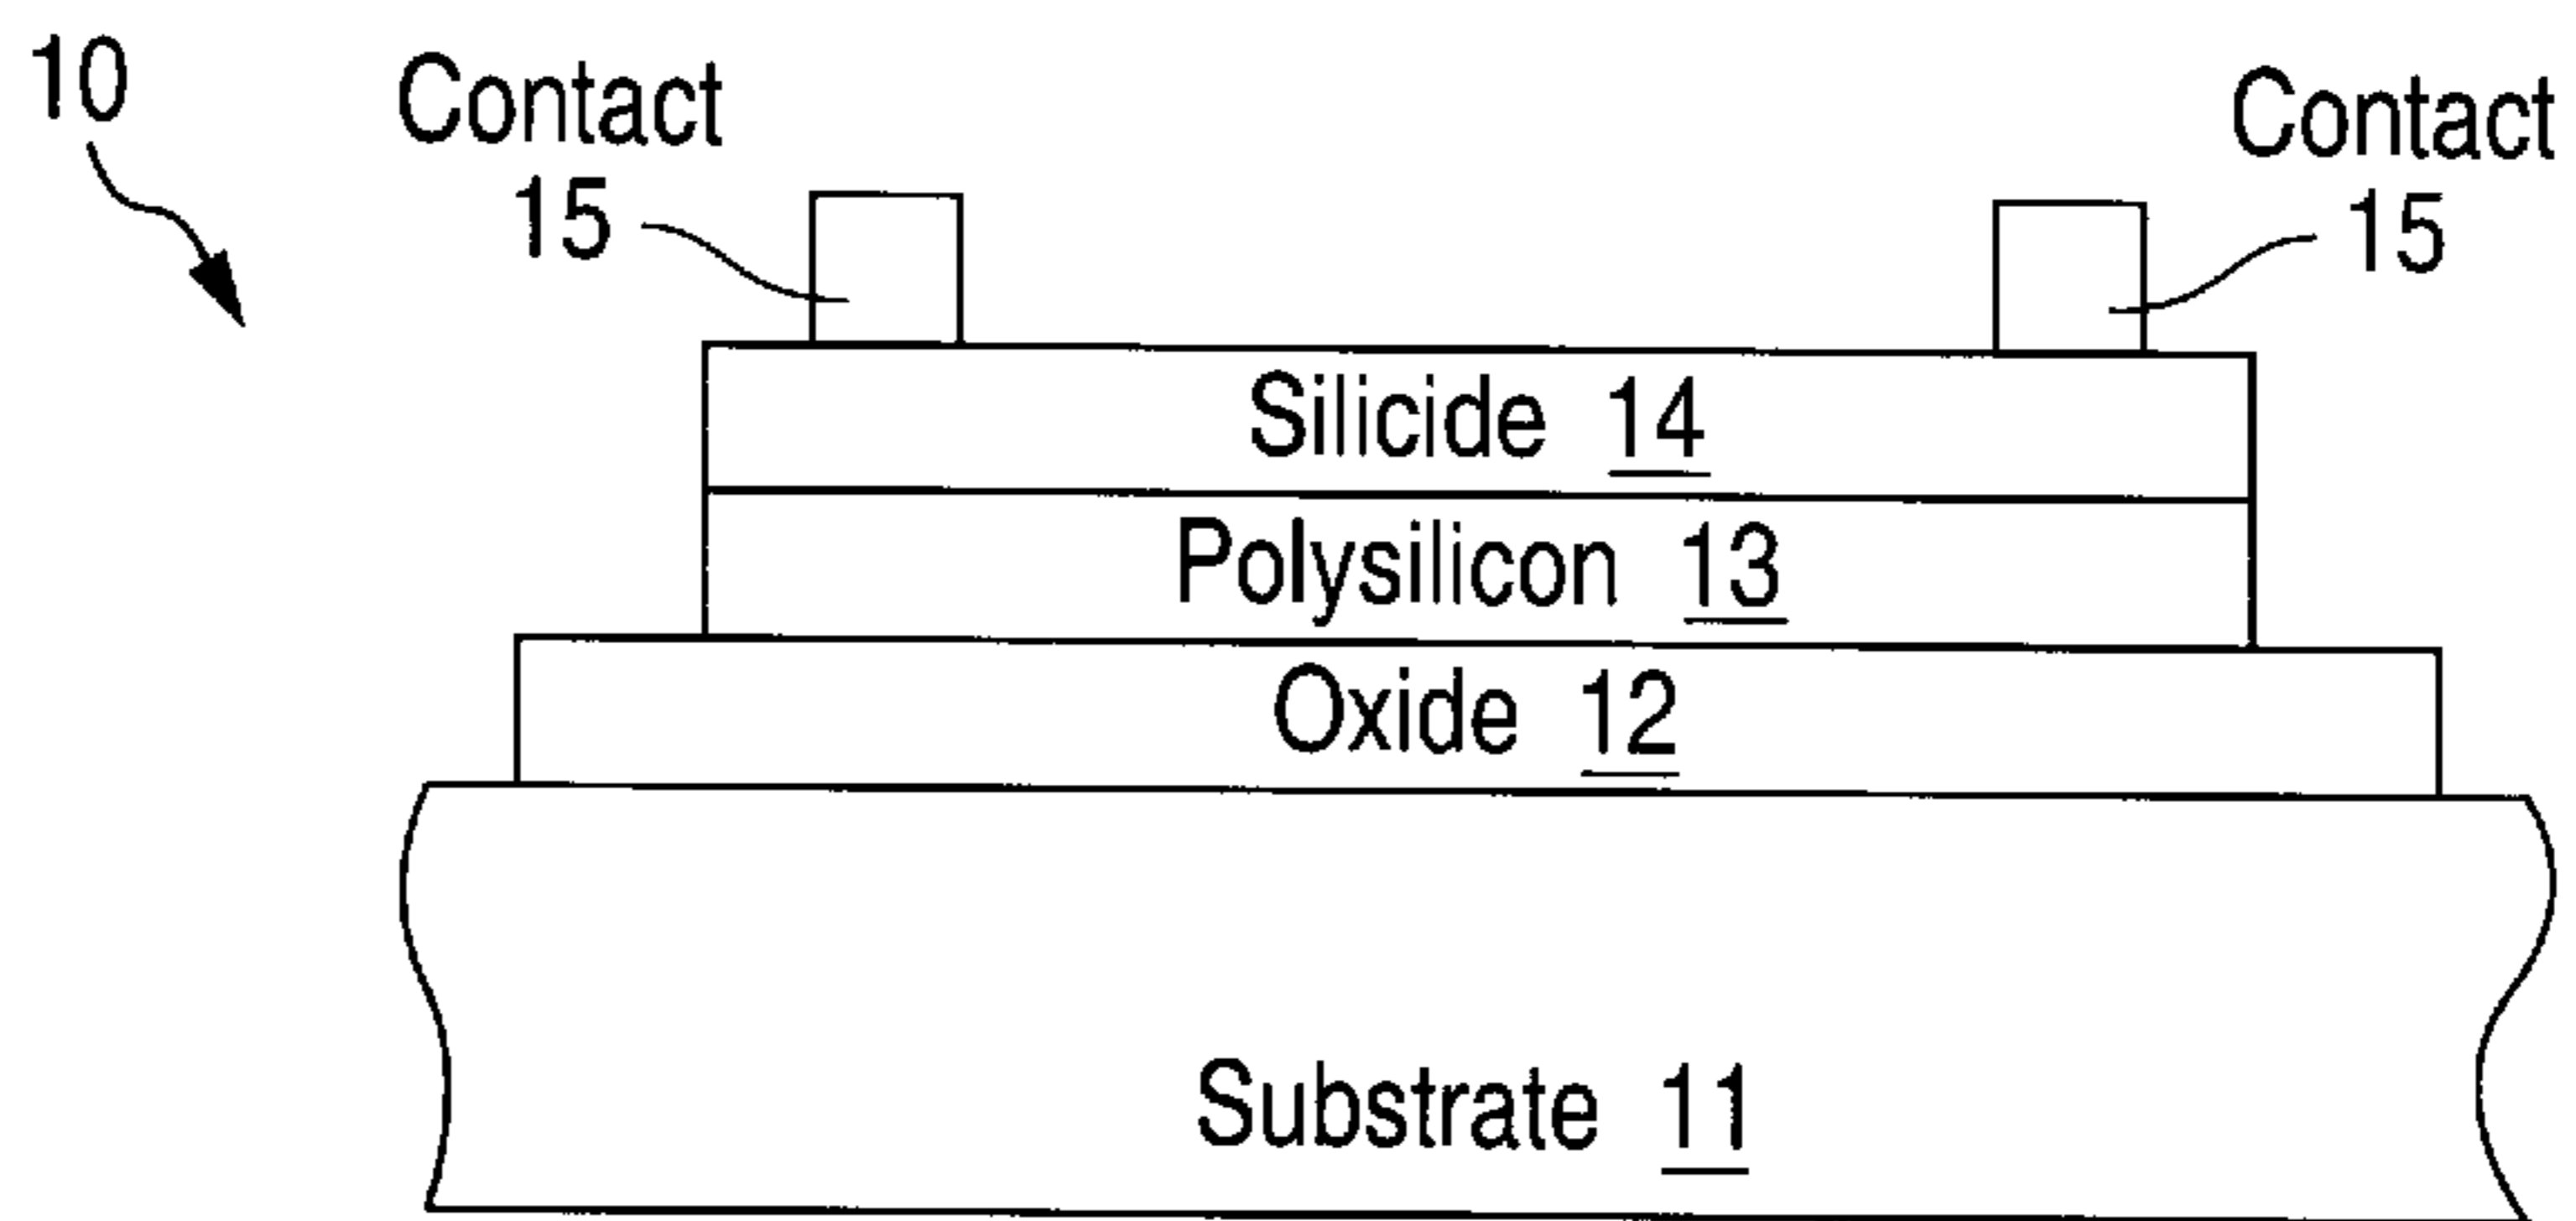 10
Contact
15
Contact
15
Silicide 14
Polysilicon 13
Oxide 12
Substrate 11